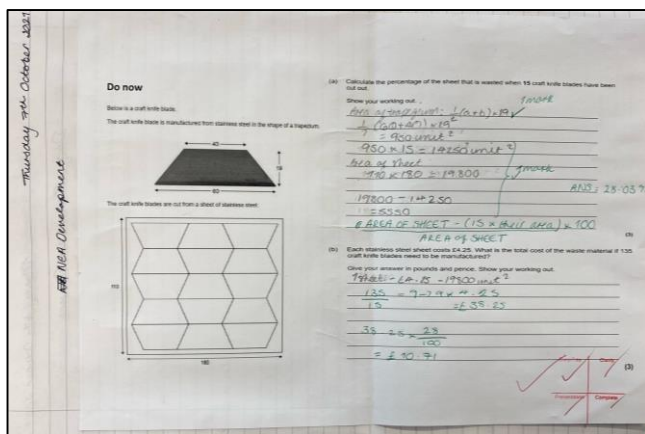 Thursday 7th October 2021
NEA Development
Do now
Below is a craft knife blade.
The craft knife blade is manufactured from stainless steel in the shape of a trapezium.
40
19
60
The craft knife blades are cut from a sheet of stainless steel.
110
180
(a) Calculate the percentage of the sheet that is wasted when 15 craft knife blades have been
cut out.
Show your working out.
1 mark
Area of trapezium: ½(a+b) × 19 ✓
= 950 unit²
950 × 15 = 14250 unit²
Area of sheet
110 × 180 = 19800
1 mark
ANS: 28.03%
19800 - 14250
= 5550
AREA OF SHEET - (15 × their area) × 100
AREA OF SHEET
(b) Each stainless steel sheet costs £4.25. What is the total cost of the waste material if 135
craft knife blades need to be manufactured?
Give your answer in pounds and pence. Show your working out.
1 sheet - £4.25 - 19800 unit²
135
15
= 9 → 9 × 4.25
= £38.25
38.25 × 28
100
= £10.71
(3)
Complete